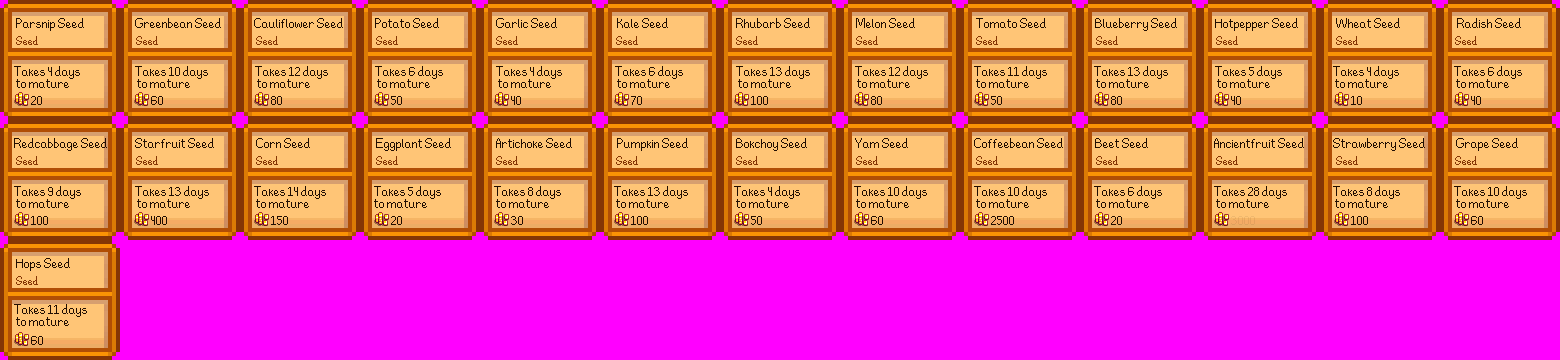 Parsnip Seed
Seed
Takes 4 days
to mature
20
Greenbean Seed
Seed
Takes 10 days
to mature
60
Cauliflower Seed
Seed
Takes 12 days
to mature
80
Potato Seed
Seed
Takes 6 days
to mature
50
Garlic Seed
Seed
Takes 4 days
to mature
40
Kale Seed
Seed
Takes 6 days
to mature
70
Rhubarb Seed
Seed
Takes 13 days
to mature
100
Melon Seed
Seed
Takes 12 days
to mature
80
Tomato Seed
Seed
Takes 11 days
to mature
50
Blueberry Seed
Seed
Takes 13 days
to mature
80
Hotpepper Seed
Seed
Takes 5 days
to mature
40
Wheat Seed
Seed
Takes 4 days
to mature
10
Radish Seed
Seed
Takes 6 days
to mature
40
Redcabbage Seed
Seed
Takes 9 days
to mature
100
Starfruit Seed
Seed
Takes 13 days
to mature
400
Corn Seed
Seed
Takes 14 days
to mature
150
Eggplant Seed
Seed
Takes 5 days
to mature
20
Artichoke Seed
Seed
Takes 8 days
to mature
30
Pumpkin Seed
Seed
Takes 13 days
to mature
100
Bokchoy Seed
Seed
Takes 4 days
to mature
50
Yam Seed
Seed
Takes 10 days
to mature
60
Coffeebean Seed
Seed
Takes 10 days
to mature
2500
Beet Seed
Seed
Takes 6 days
to mature
20
Ancientfruit Seed
Seed
Takes 28 days
to mature
Strawberry Seed
Seed
Takes 8 days
to mature
100
Grape Seed
Seed
Takes 10 days
to mature
60
Hops Seed
Seed
Takes 11 days
to mature
60